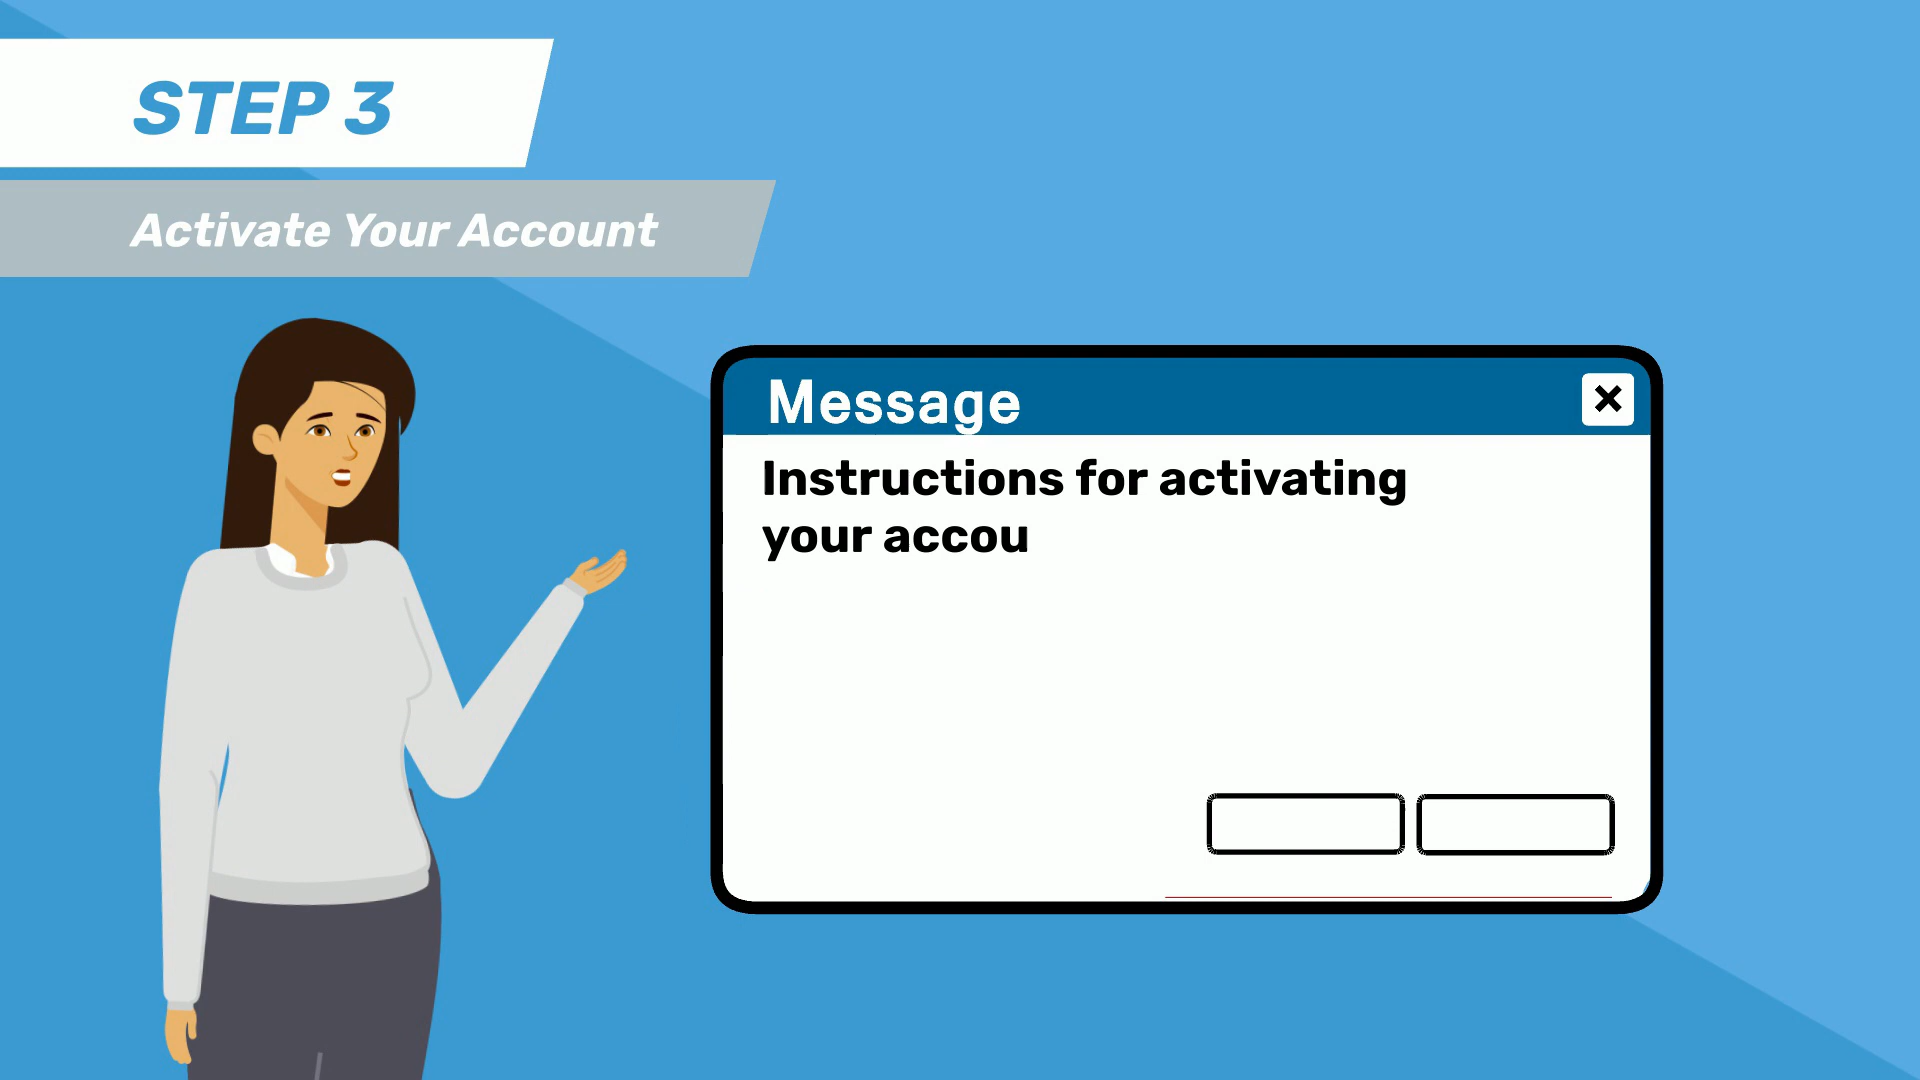 STEP 3
Activate Your Account
Message
Instructions for activating
your accou